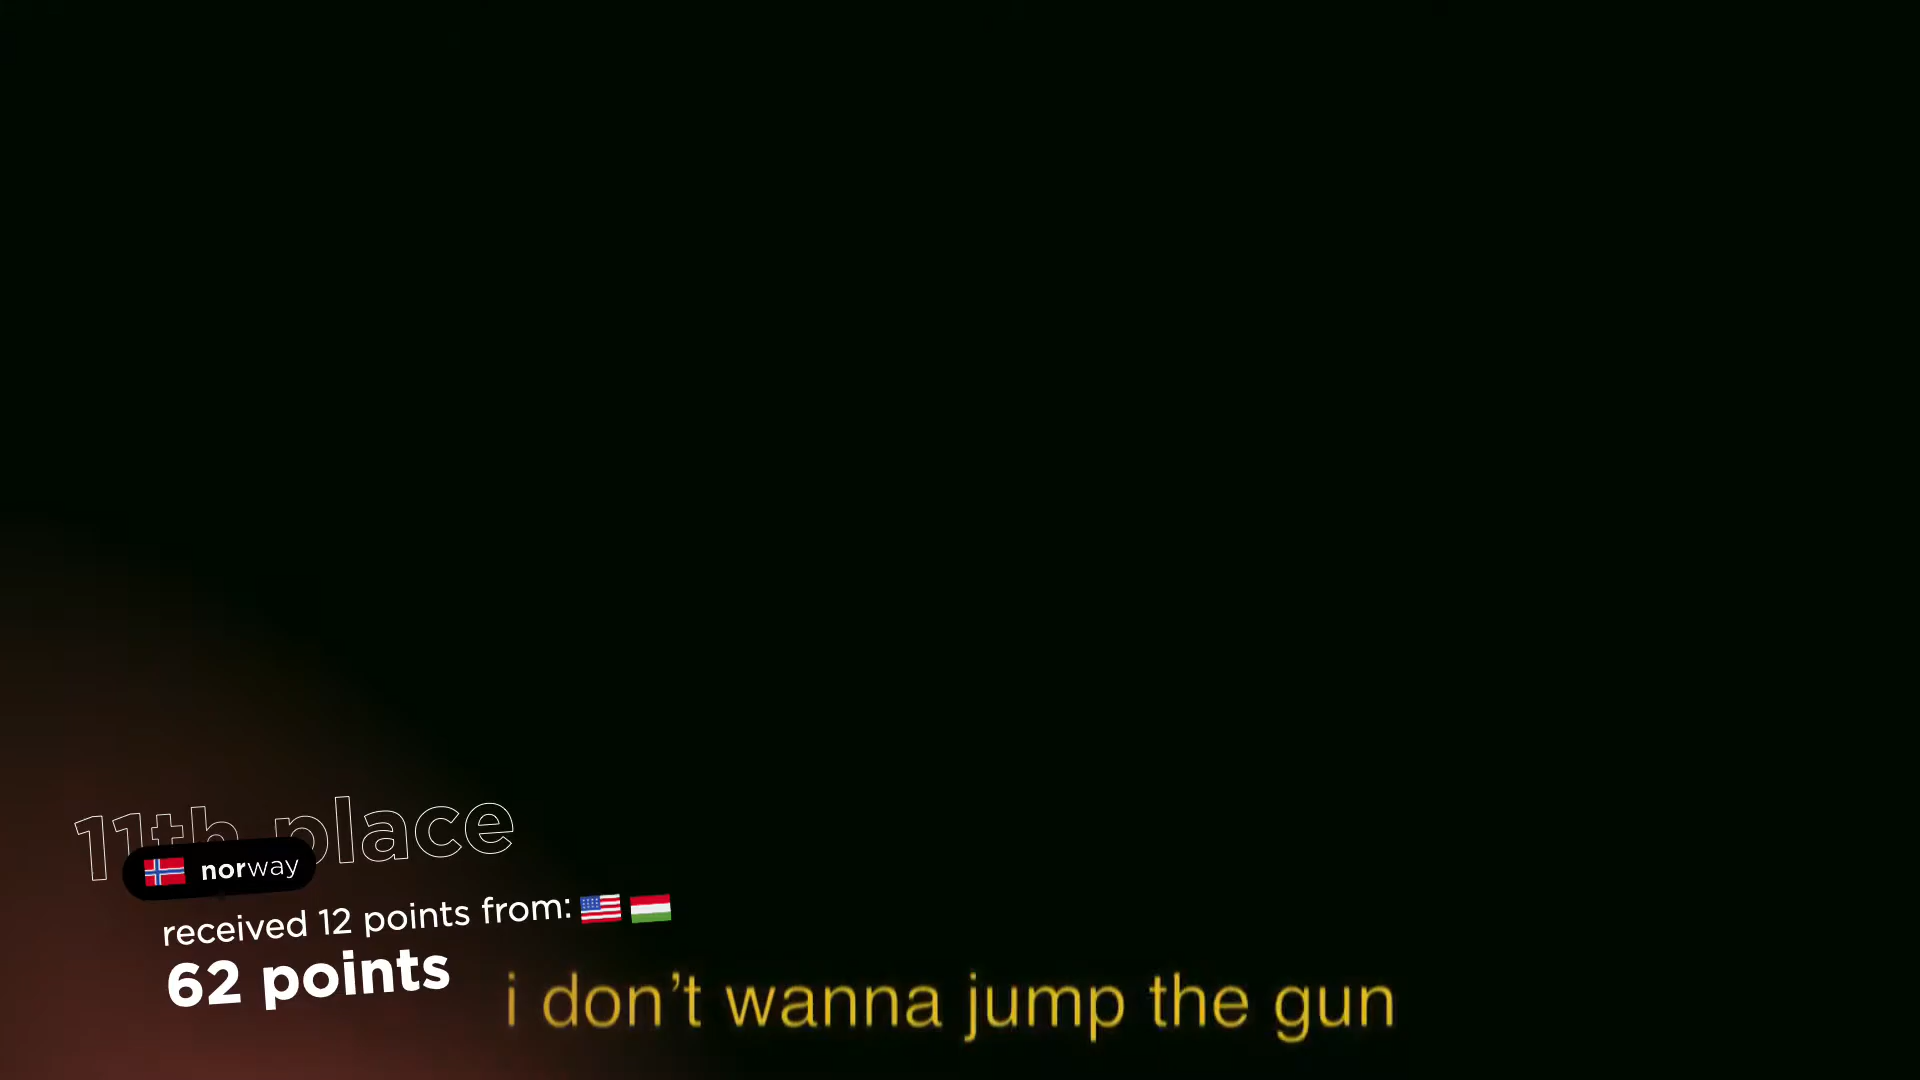 11th place
norway
received 12 points from:
62 points
i don't wanna jump the gun